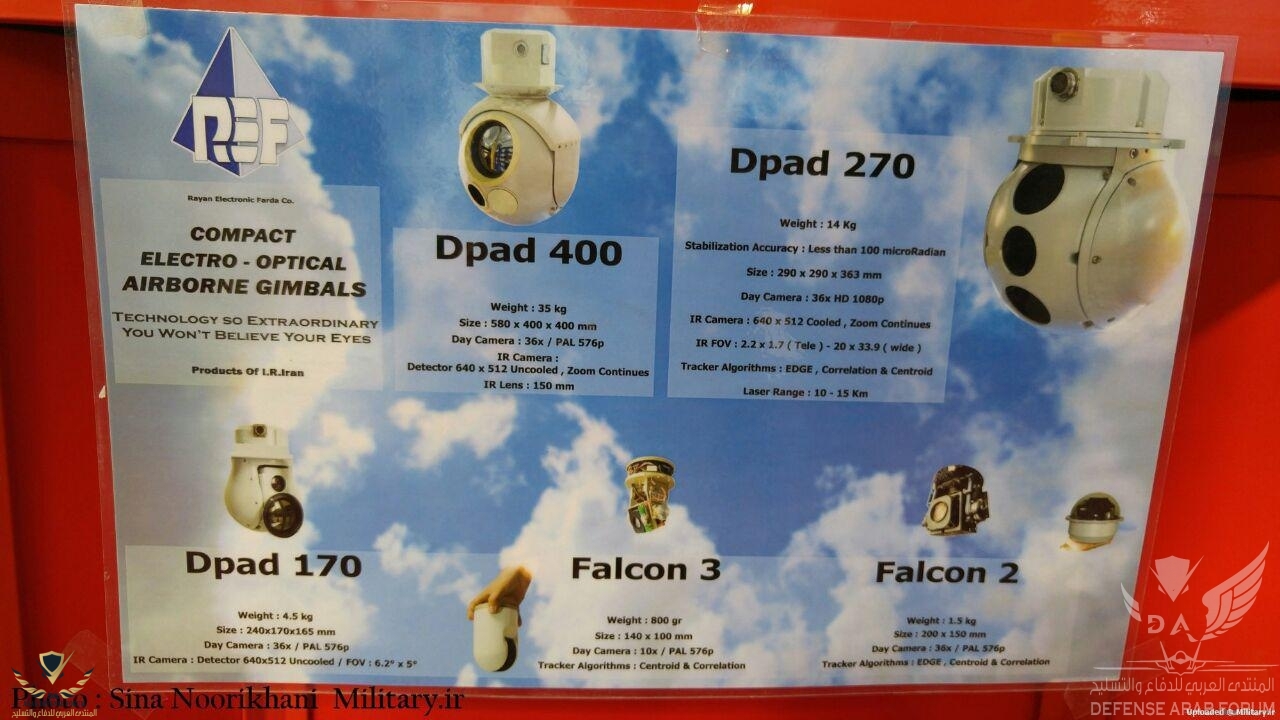 REF
Rayan Electronic Farda Co.
COMPACT
ELECTRO - OPTICAL
AIRBORNE GIMBALS
TECHNOLOGY SO EXTRAORDINARY
YOU WON'T BELIEVE YOUR EYES
Products Of I.R.Iran
Dpad 400
Weight : 35 kg
Size : 580 x 400 x 400 mm
Day Camera : 36x / PAL 576p
IR Camera :
Detector 640 x 512 Uncooled , Zoom Continues
IR Lens : 150 mm
Dpad 270
Weight : 14 Kg
Stabilization Accuracy : Less than 100 microRadian
Size : 290 x 290 x 363 mm
Day Camera : 36x HD 1080p
IR Camera : 640 x 512 Cooled , Zoom Continues
IR FOV : 2.2 x 1.7 ( Tele ) - 20 x 33.9 ( wide )
Tracker Algorithms : EDGE , Correlation & Centroid
Laser Range : 10 - 15 Km
Dpad 170
Weight : 4.5 kg
Size : 240x170x165 mm
Day Camera : 36x / PAL 576p
IR Camera : Detector 640x512 Uncooled / FOV : 6.2° x 5°
Falcon 3
Weight : 800 gr
Size : 140 x 100 mm
Day Camera : 10x / PAL 576p
Tracker Algorithms : Centroid & Correlation
Falcon 2
Weight : 1.5 kg
Size : 200 x 150 mm
Day Camera : 36x / PAL 576p
Tracker Algorithms : EDGE , Centroid & Correlation
DA
المنتدى العربي للدفاع والتسليح
DEFENSE ARAB FORUM
Photo : Sina Noorikhani Military.ir
المنتدى العربي للدفاع والتسليح
Uploaded @ Military.ir